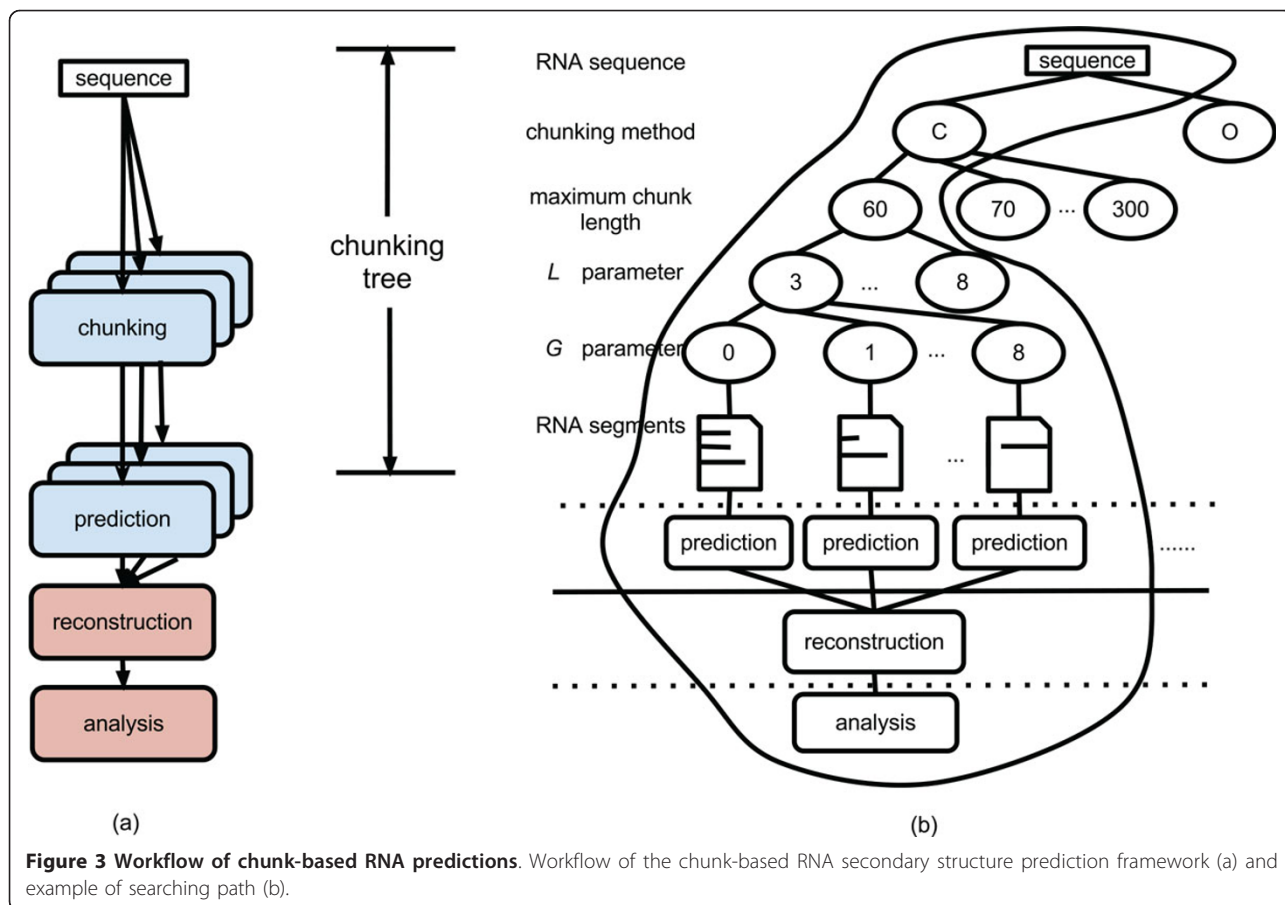 sequence
chunking
prediction
reconstruction
analysis
(a)
chunking
tree
RNA sequence
sequence
chunking method
C
O
maximum chunk
length
60
70
...
300
L parameter
3
...
8
G parameter
0
1
...
8
RNA segments
...
prediction
prediction
prediction
......
reconstruction
analysis
(b)
Figure 3 Workflow of chunk-based RNA predictions. Workflow of the chunk-based RNA secondary structure prediction framework (a) and
example of searching path (b).